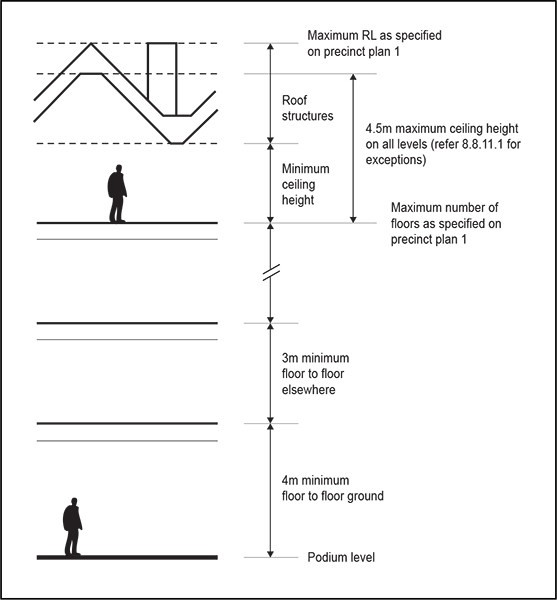 Maximum RL as specified
on precinct plan 1
Roof
structures
4.5m maximum ceiling height
on all levels (refer 8.8.11.1 for
exceptions)
Minimum
ceiling
height
Maximum number of
floors as specified on
precinct plan 1
3m minimum
floor to floor
elsewhere
4m minimum
floor to floor ground
Podium level